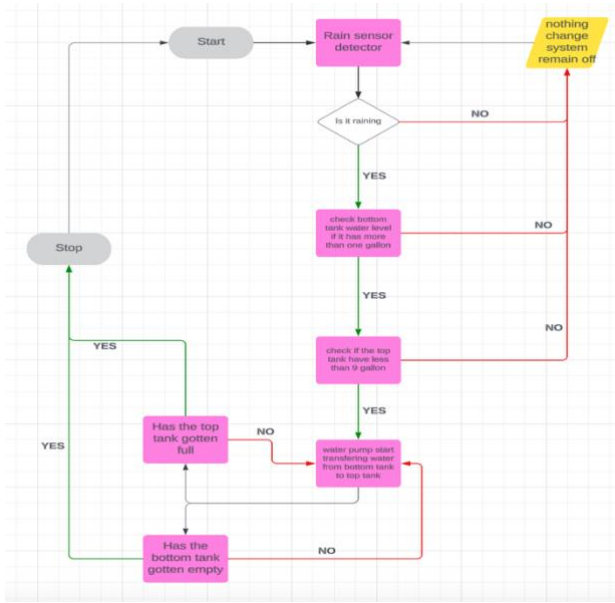 Start
Rain sensor
detector
nothing
change
system
remain off
Is it raining
NO
YES
check bottom
tank water level
if it has more
than one gallon
NO
Stop
YES
NO
check if the top
tank have less
than 9 gallon
YES
YES
Has the top
tank gotten
full
NO
water pump start
transfering water
from bottom tank
to top tank
YES
Has the
bottom tank
gotten empty
NO